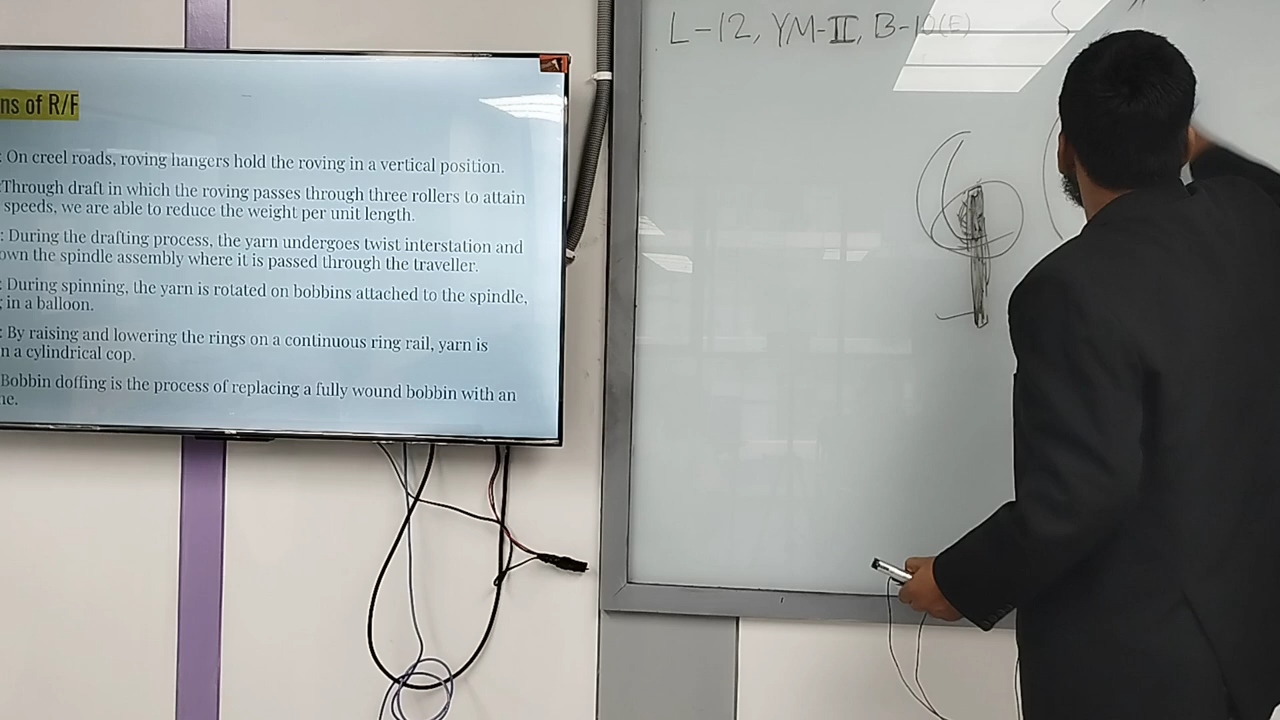 ns of R/F
: On creel roads, roving hangers hold the roving in a vertical position.
:Through draft in which the roving passes through three rollers to attain
speeds, we are able to reduce the weight per unit length.
: During the drafting process, the yarn undergoes twist interstation and
own the spindle assembly where it is passed through the traveller.
: During spinning, the yarn is rotated on bobbins attached to the spindle,
in a balloon.
: By raising and lowering the rings on a continuous ring rail, yarn is
n a cylindrical cop.
Bobbin doffing is the process of replacing a fully wound bobbin with an
ne.
L-12, YM-II, B-10(E)